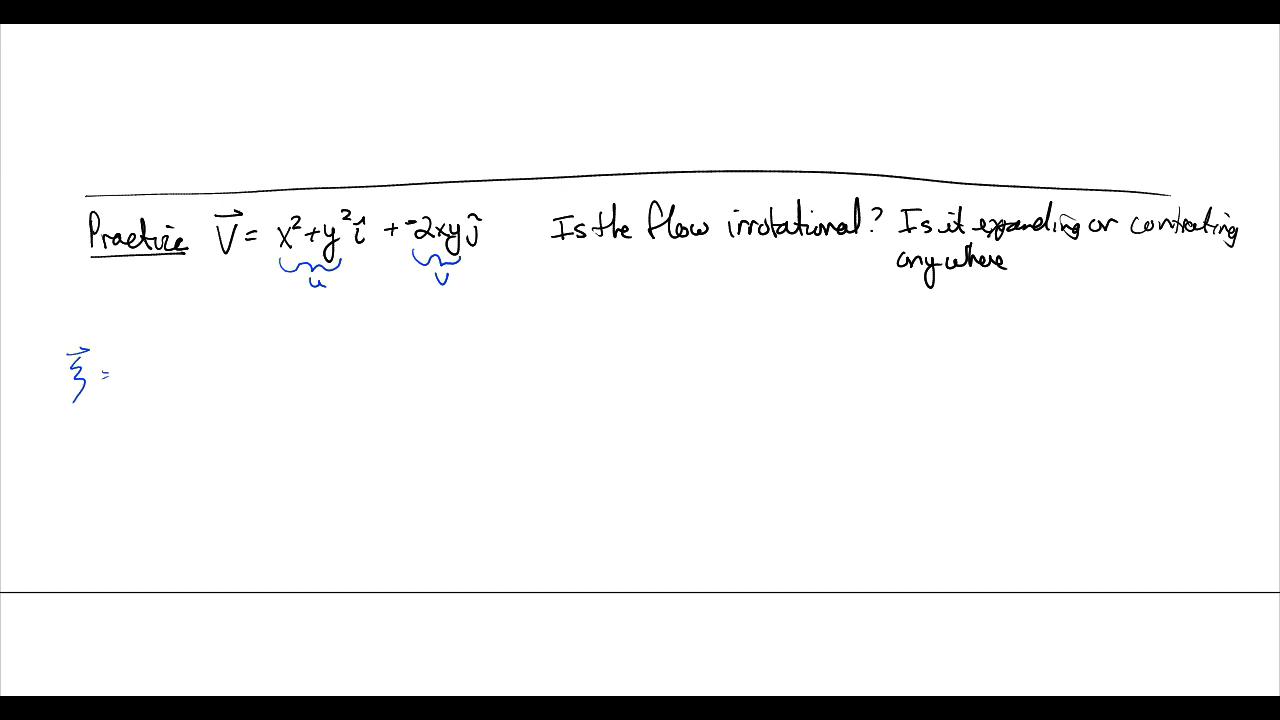 Practice V⃗ = x²+y² î + -2xy ĵ Is the flow irrotational? Is it expanding or contracting
anywhere
u v
ξ⃗ =